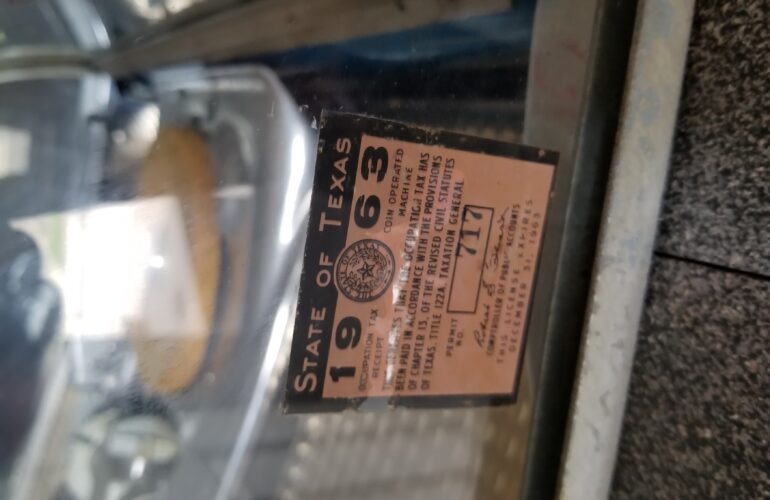 STATE OF TEXAS
19 63
OCCUPATION TAX RECEIPT
COIN OPERATED MACHINE
THAT THE OCCUPATION TAX HAS
BEEN PAID IN ACCORDANCE WITH THE PROVISIONS
OF CHAPTER 13, OF THE REVISED CIVIL STATUTES
OF TEXAS, TITLE 122A, TAXATION GENERAL
PERMIT NO. 717
Robert S. Calvert
COMPTROLLER OF PUBLIC ACCOUNTS
THIS LICENSE EXPIRES
DECEMBER 31, 1963